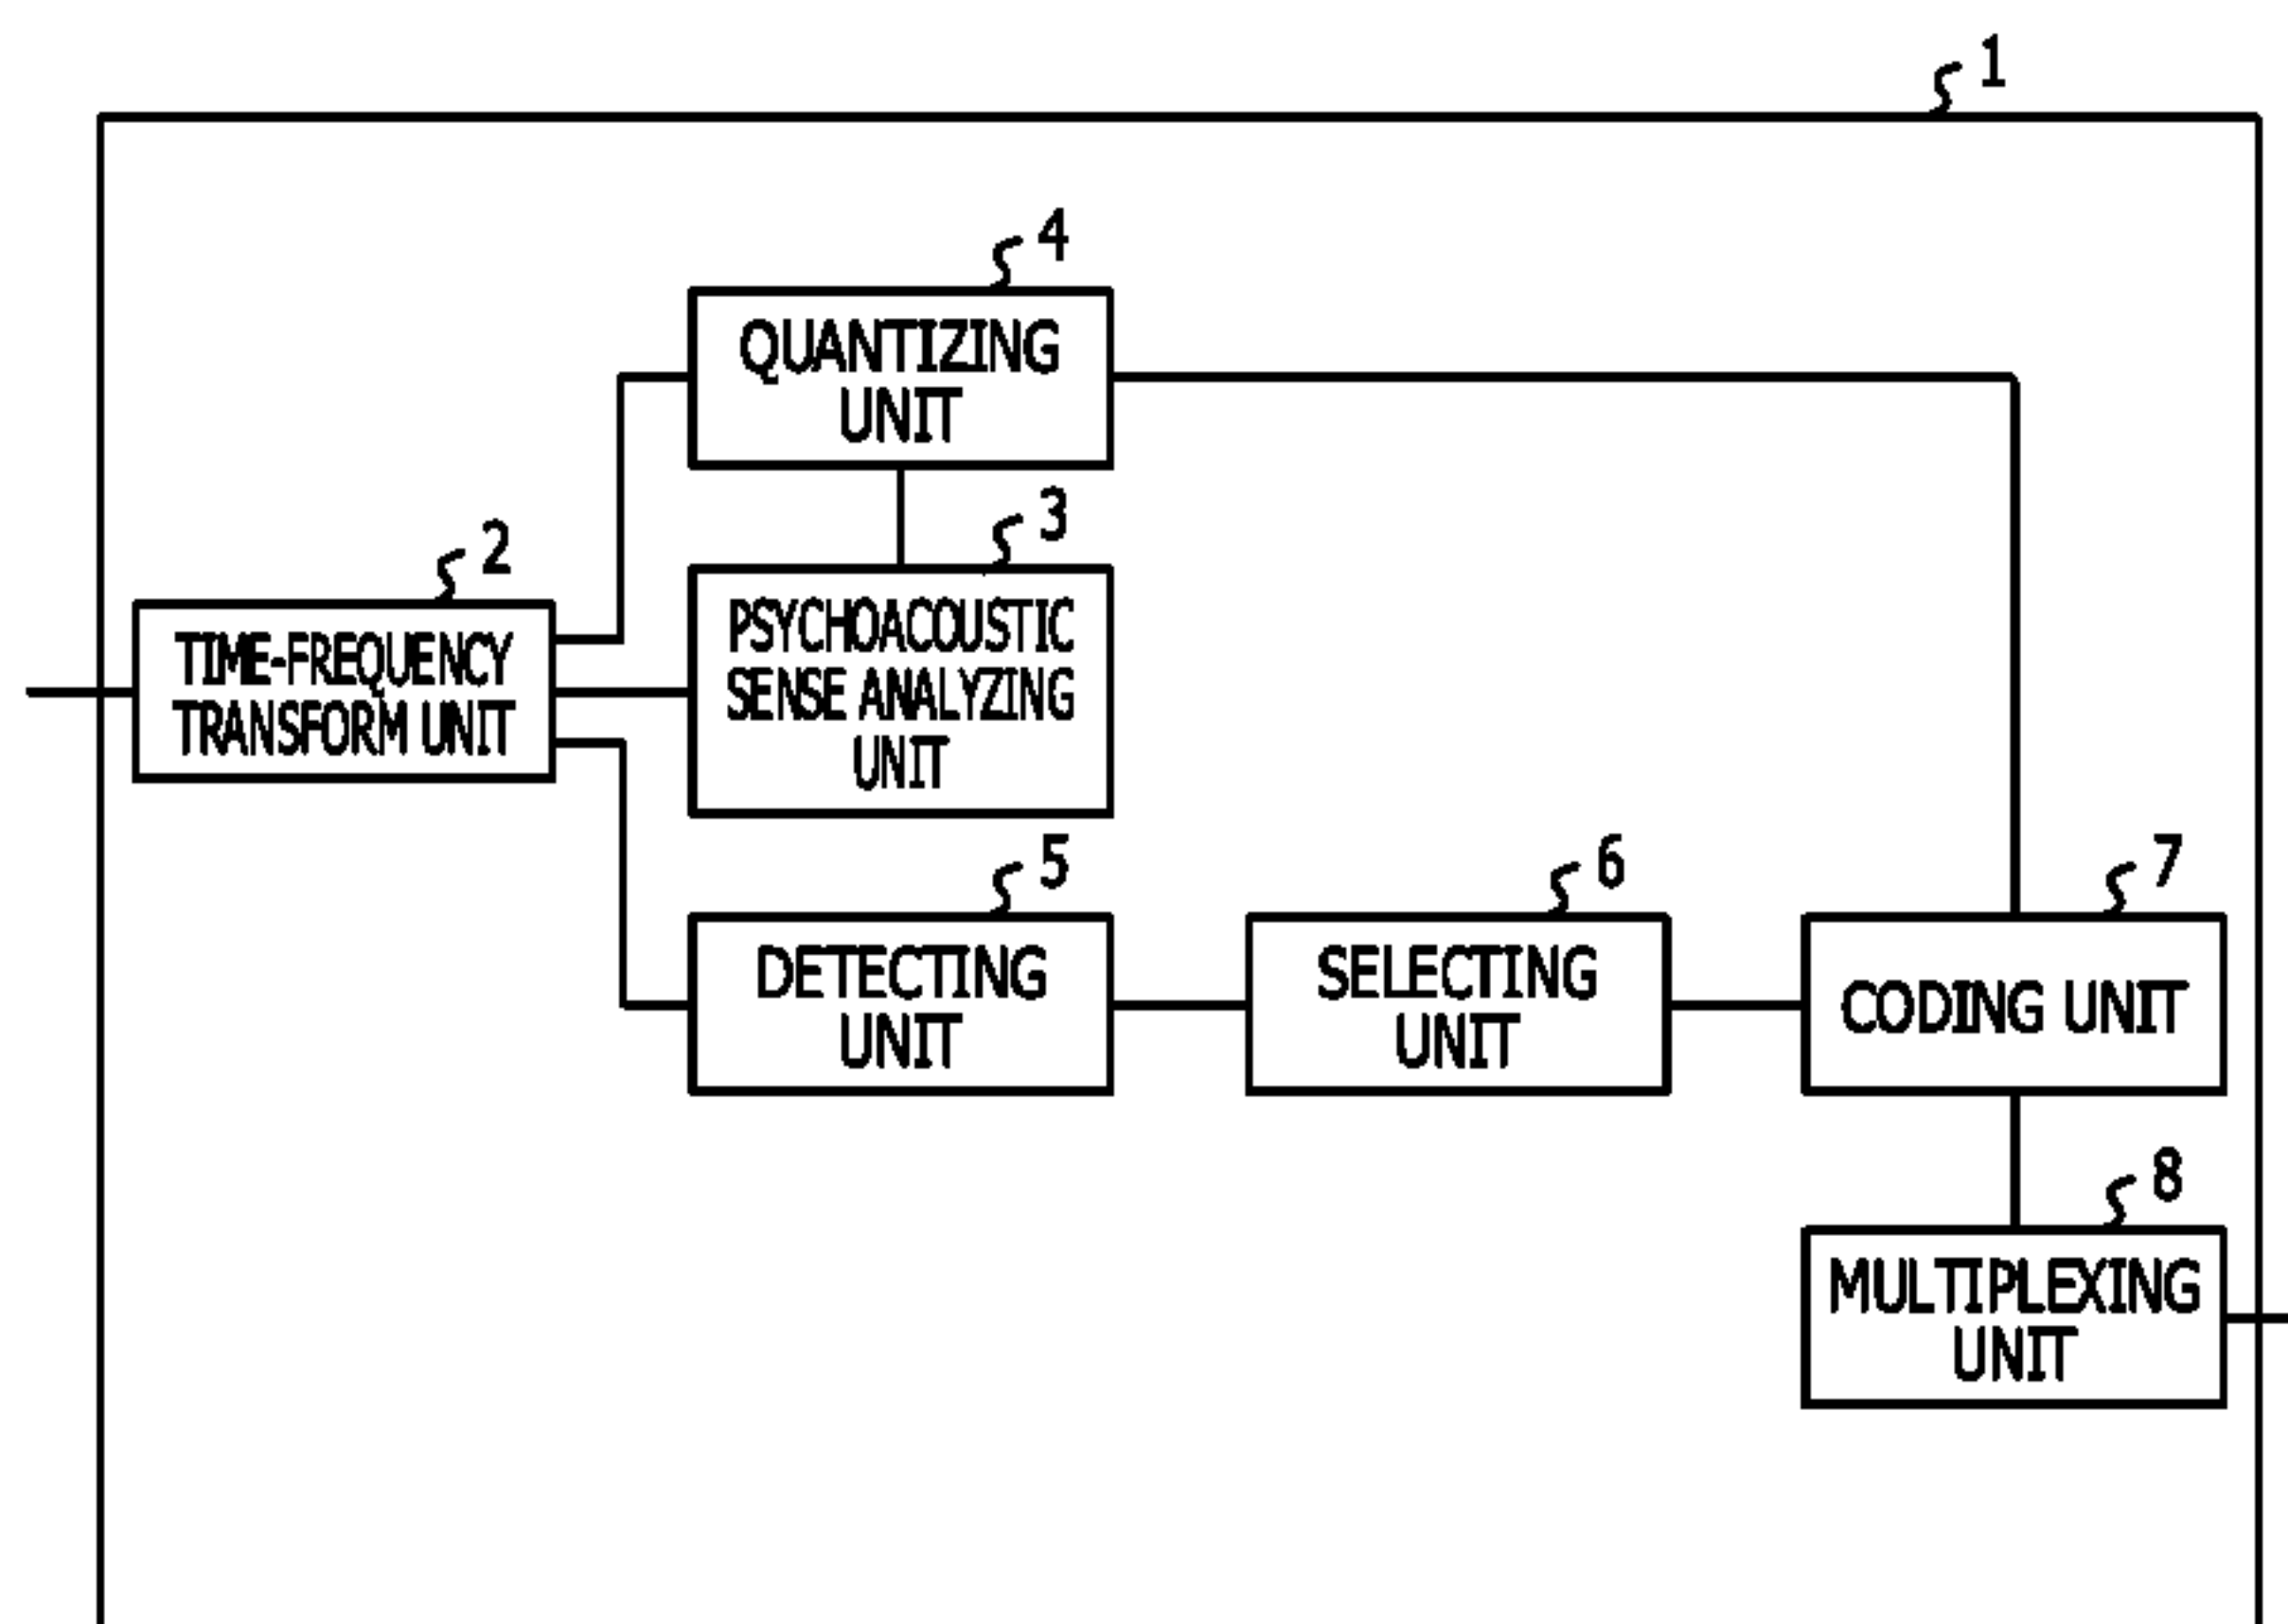 1
4
QUANTIZING
UNIT
3
2
PSYCHOACOUSTIC
SENSE ANALYZING
UNIT
TIME-FREQUENCY
TRANSFORM UNIT
5
6
7
DETECTING
UNIT
SELECTING
UNIT
CODING UNIT
8
MULTIPLEXING
UNIT